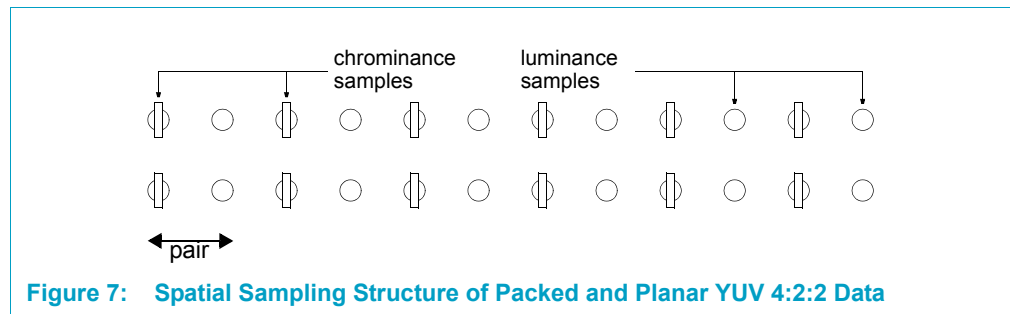 chrominance samples
luminance samples
pair
Figure 7: Spatial Sampling Structure of Packed and Planar YUV 4:2:2 Data